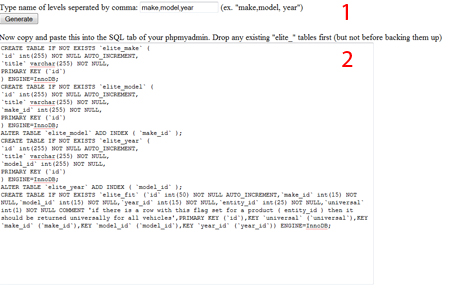 Type name of levels seperated by comma: make,model,year (ex. "make,model, year")
1
Generate
Now copy and paste this into the SQL tab of your phpmyadmin. Drop any existing "elite_" tables first (but not before backing them up)
2
CREATE TABLE IF NOT EXISTS `elite_make` (
`id` int(255) NOT NULL AUTO_INCREMENT,
`title` varchar(255) NOT NULL,
PRIMARY KEY (`id`)
) ENGINE=InnoDB;
CREATE TABLE IF NOT EXISTS `elite_model` (
`id` int(255) NOT NULL AUTO_INCREMENT,
`title` varchar(255) NOT NULL,
`make_id` int(255) NOT NULL,
PRIMARY KEY (`id`)
) ENGINE=InnoDB;
ALTER TABLE `elite_model` ADD INDEX ( `make_id` );
CREATE TABLE IF NOT EXISTS `elite_year` (
`id` int(255) NOT NULL AUTO_INCREMENT,
`title` varchar(255) NOT NULL,
`model_id` int(255) NOT NULL,
PRIMARY KEY (`id`)
) ENGINE=InnoDB;
ALTER TABLE `elite_year` ADD INDEX ( `model_id` );
CREATE TABLE IF NOT EXISTS `elite_fit` (`id` int(50) NOT NULL AUTO_INCREMENT,`make_id` int(15) NOT
NULL,`model_id` int(15) NOT NULL,`year_id` int(15) NOT NULL,`entity_id` int(25) NOT NULL,`universal`
int(1) NOT NULL COMMENT 'if there is a row with this flag set for a product ( entity_id ) then it
should be returned universally for all vehicles',PRIMARY KEY (`id`),KEY `universal` (`universal`),KEY
`make_id` (`make_id`),KEY `model_id` (`model_id`),KEY `year_id` (`year_id`)) ENGINE=InnoDB;